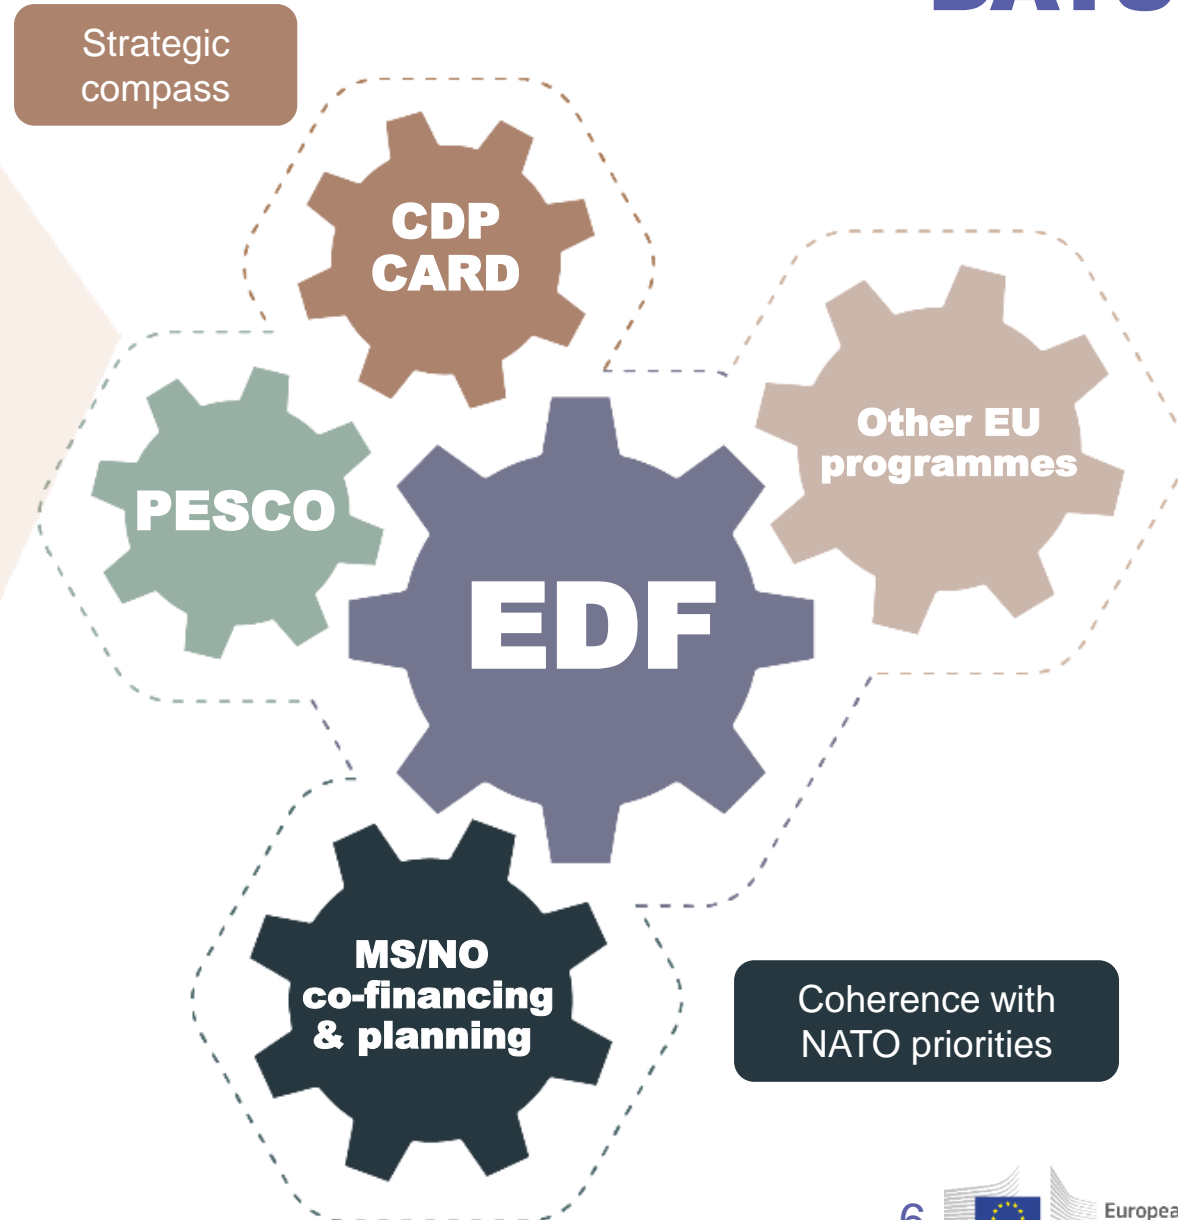 Strategic
compass
CDP
CARD
Other EU
programmes
PESCO
EDF
MS/NO
co-financing
& planning
Coherence with
NATO priorities
6